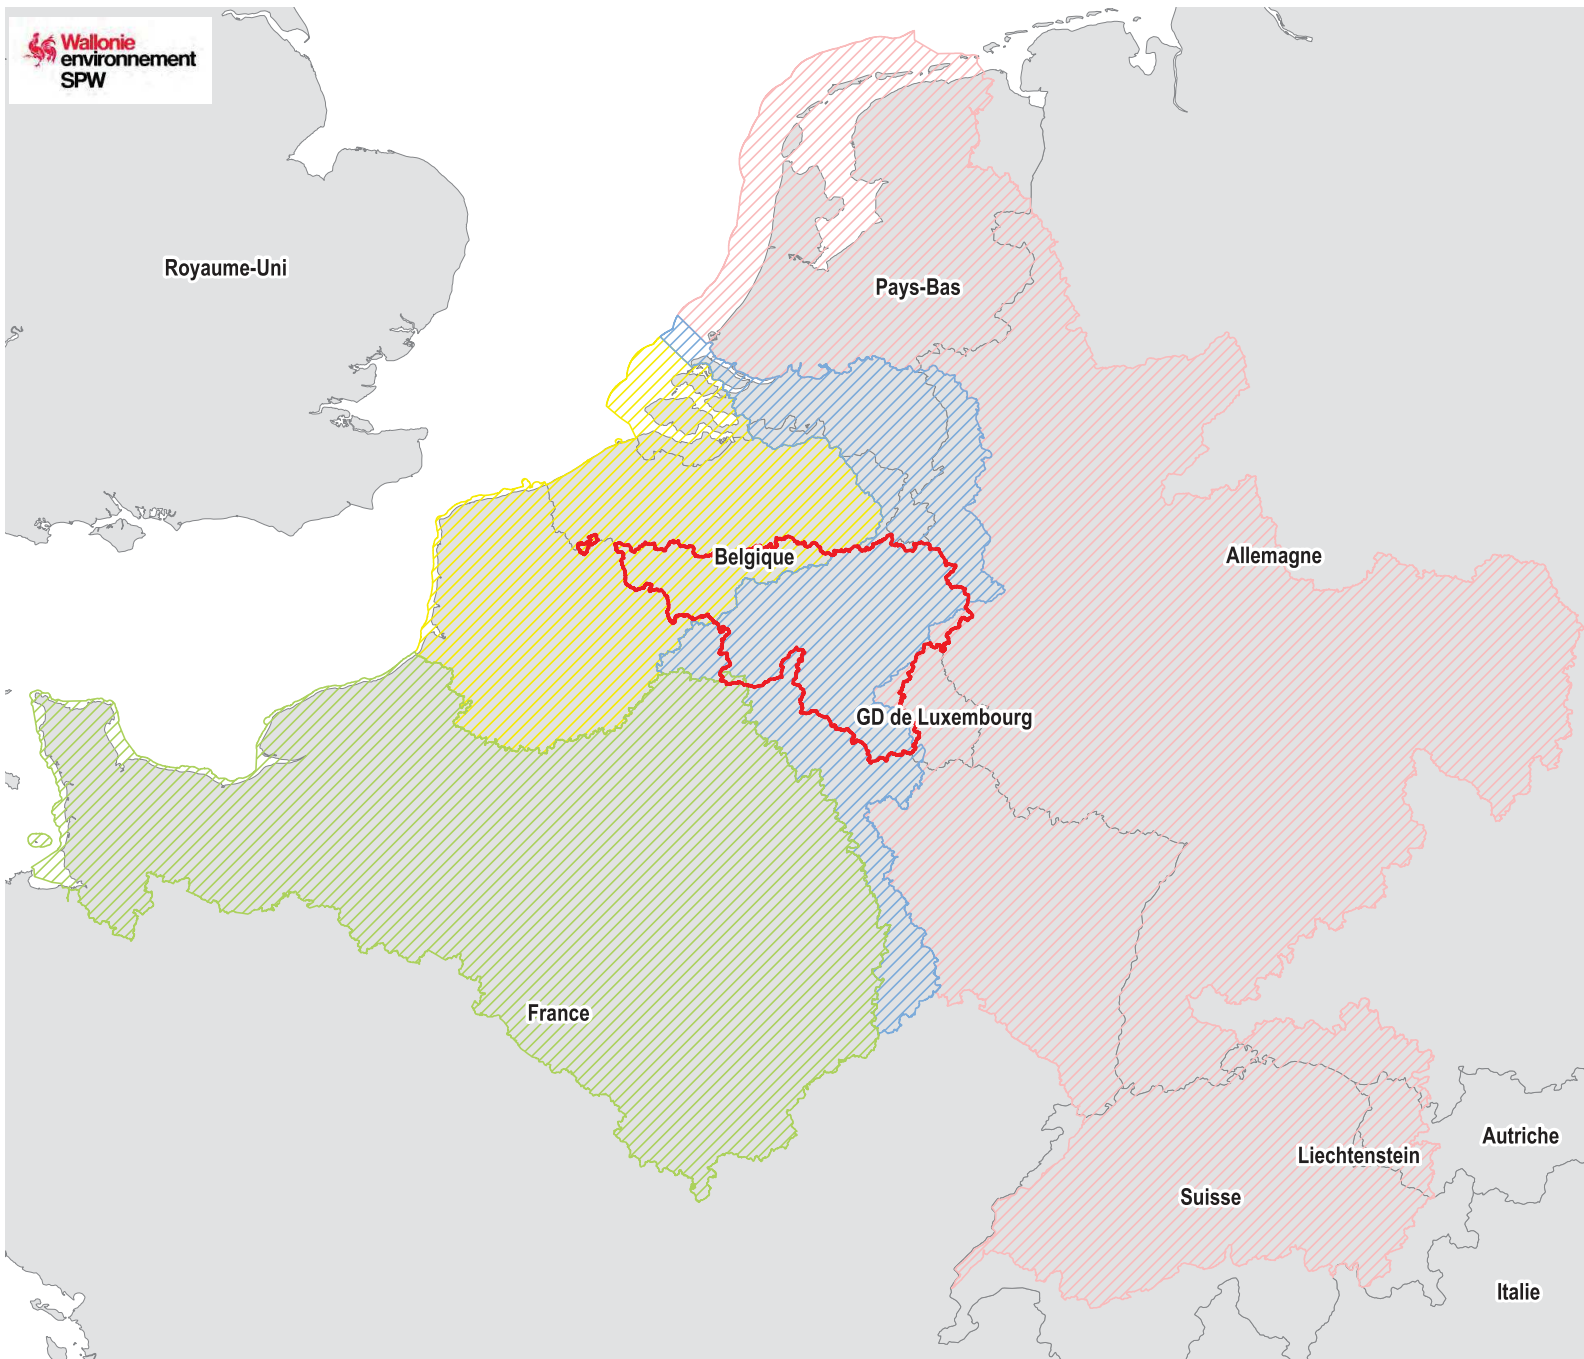 Wallonie
environnement
SPW
Royaume-Uni
Pays-Bas
Belgique
Allemagne
GD de Luxembourg
France
Autriche
Liechtenstein
Suisse
Italie